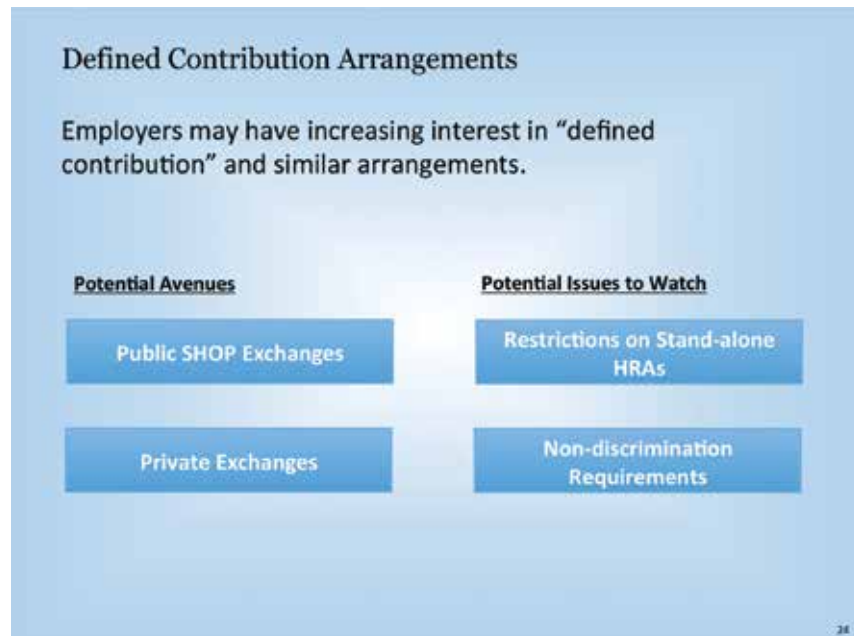 Defined Contribution Arrangements
Employers may have increasing interest in “defined
contribution” and similar arrangements.
Potential Avenues
Public SHOP Exchanges
Private Exchanges
Potential Issues to Watch
Restrictions on Stand-alone
HRAs
Non-discrimination
Requirements
24